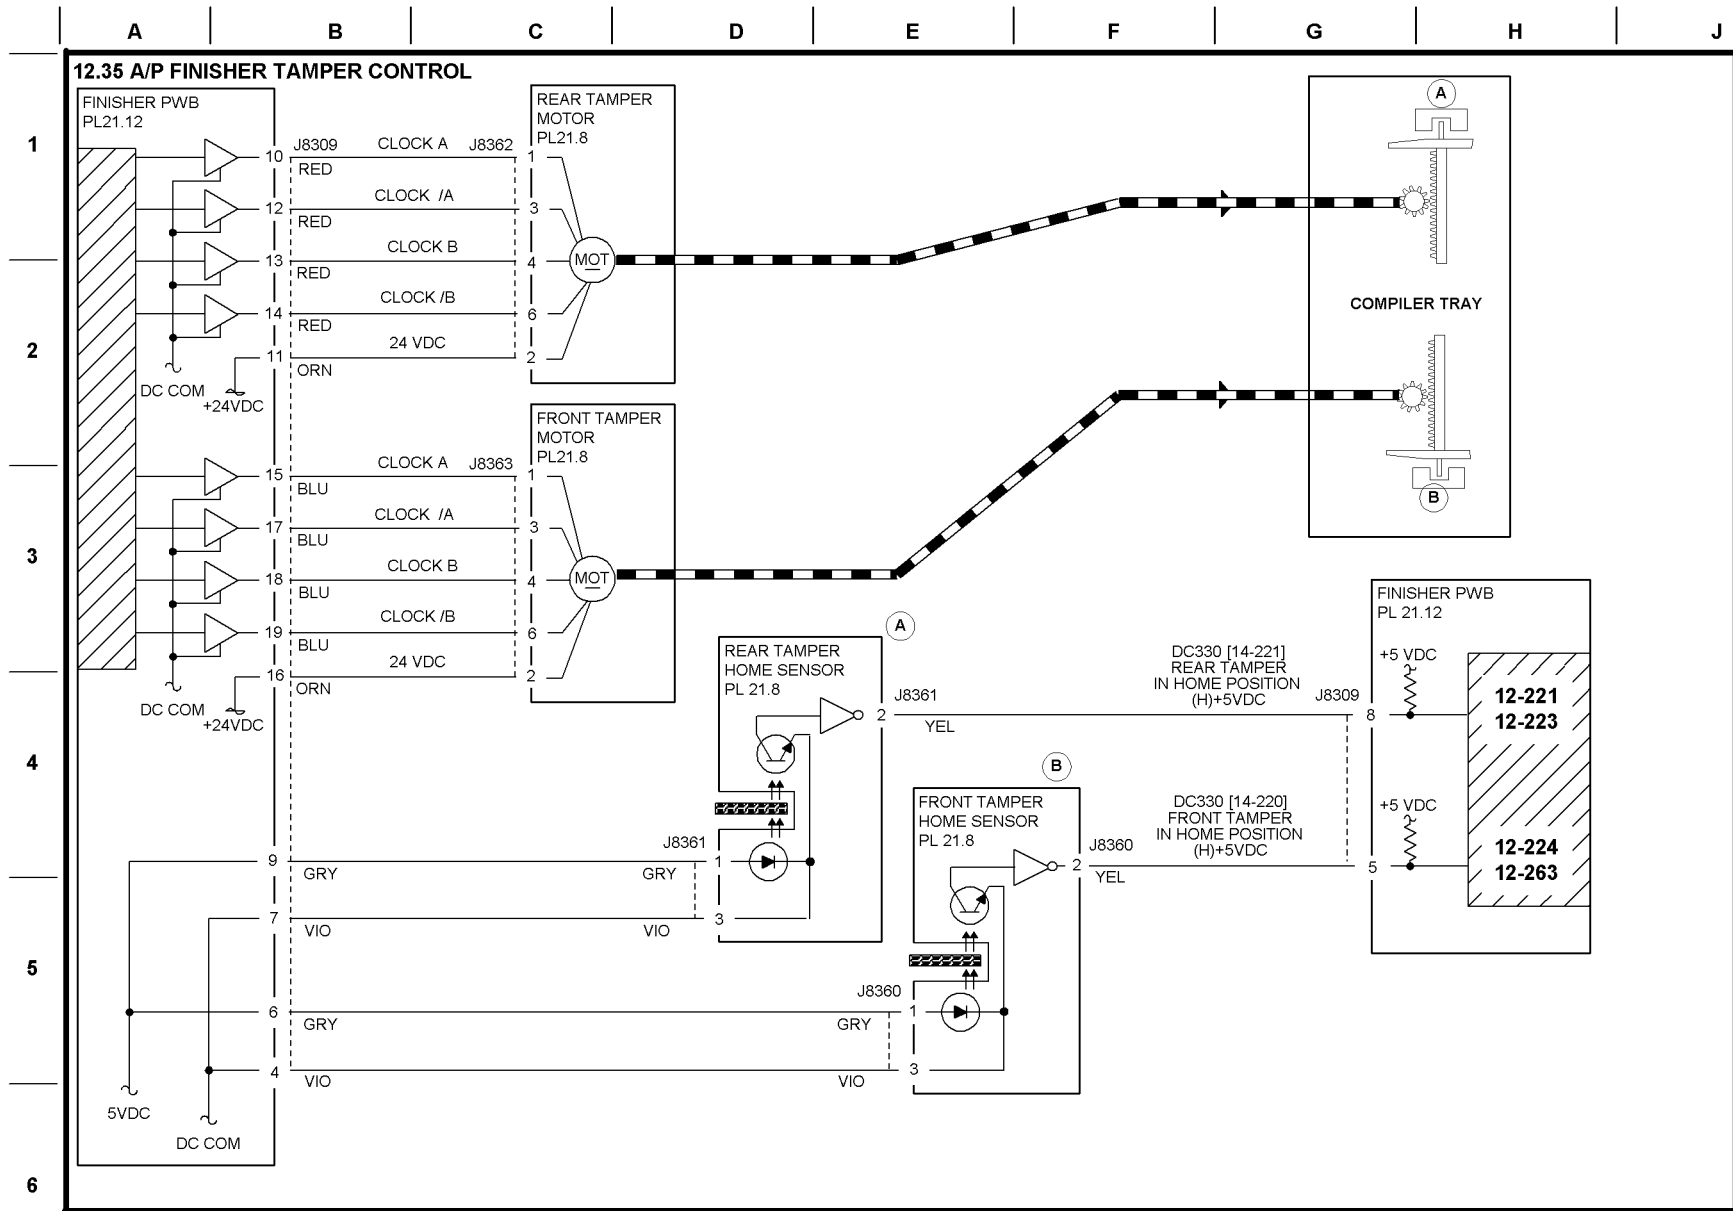 A B C D E F G H J
12.35 A/P FINISHER TAMPER CONTROL
1
2
3
4
5
6
FINISHER PWB
PL21.12
10
12
13
14
11
DC COM
+24VDC
15
17
18
19
16
DC COM
+24VDC
9
7
6
4
5VDC
DC COM
J8309 CLOCK A J8362
RED
CLOCK /A
RED
CLOCK B
RED
CLOCK /B
RED
24 VDC
ORN
REAR TAMPER
MOTOR
PL21.8
1
3
4
6
2
MOT
CLOCK A J8363
BLU
CLOCK /A
BLU
CLOCK B
BLU
CLOCK /B
BLU
24 VDC
ORN
FRONT TAMPER
MOTOR
PL21.8
1
3
4
6
2
MOT
A
COMPILER TRAY
B
A
REAR TAMPER
HOME SENSOR
PL 21.8
2
J8361
YEL
J8361
1
3
GRY GRY
VIO VIO
B
FRONT TAMPER
HOME SENSOR
PL 21.8
2
J8360
YEL
J8360
1
3
GRY GRY
VIO VIO
DC330 [14-221]
REAR TAMPER
IN HOME POSITION
(H)+5VDC
J8309
DC330 [14-220]
FRONT TAMPER
IN HOME POSITION
(H)+5VDC
FINISHER PWB
PL 21.12
+5 VDC
8
12-221
12-223
+5 VDC
5
12-224
12-263